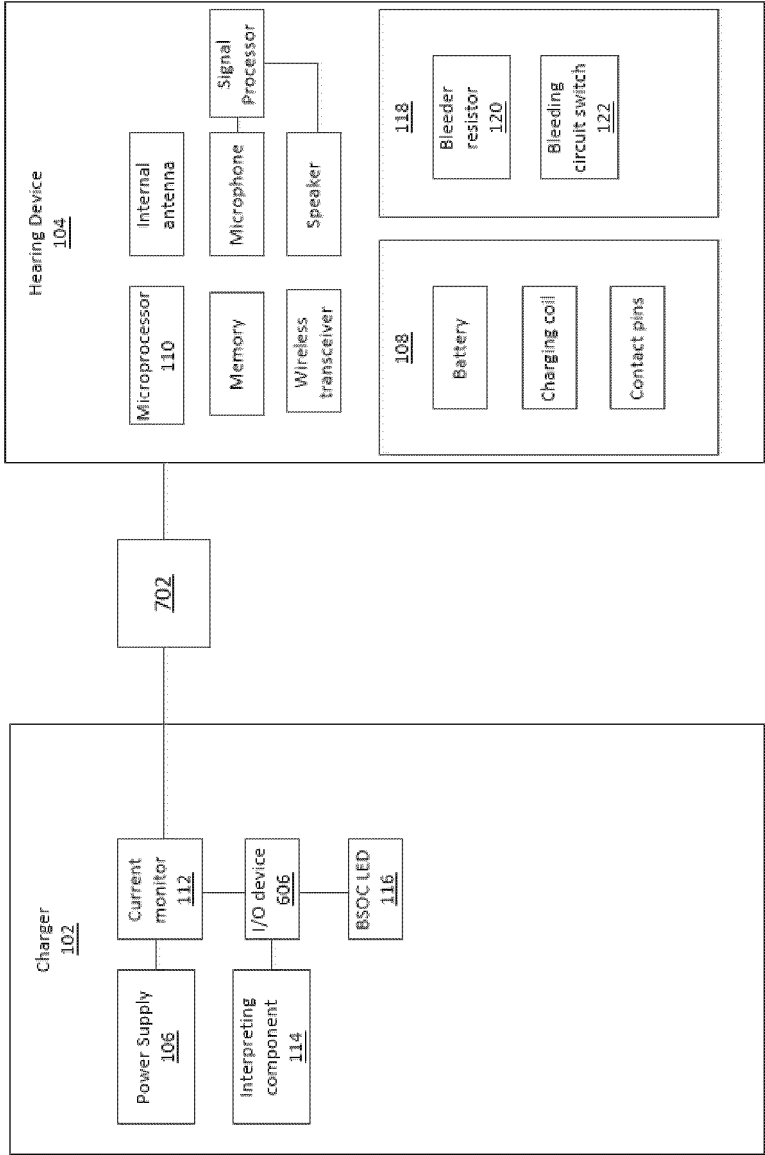 Charger
102
Power Supply
106
Current
monitor
112
Interpreting
component
114
I/O device
606
BSOC LED
116
702
Hearing Device
104
Microprocessor
110
Internal
antenna
Memory
Microphone
Signal
Processor
Wireless
transceiver
Speaker
108
Battery
Charging coil
Contact pins
118
Bleeder
resistor
120
Bleeding
circuit switch
122